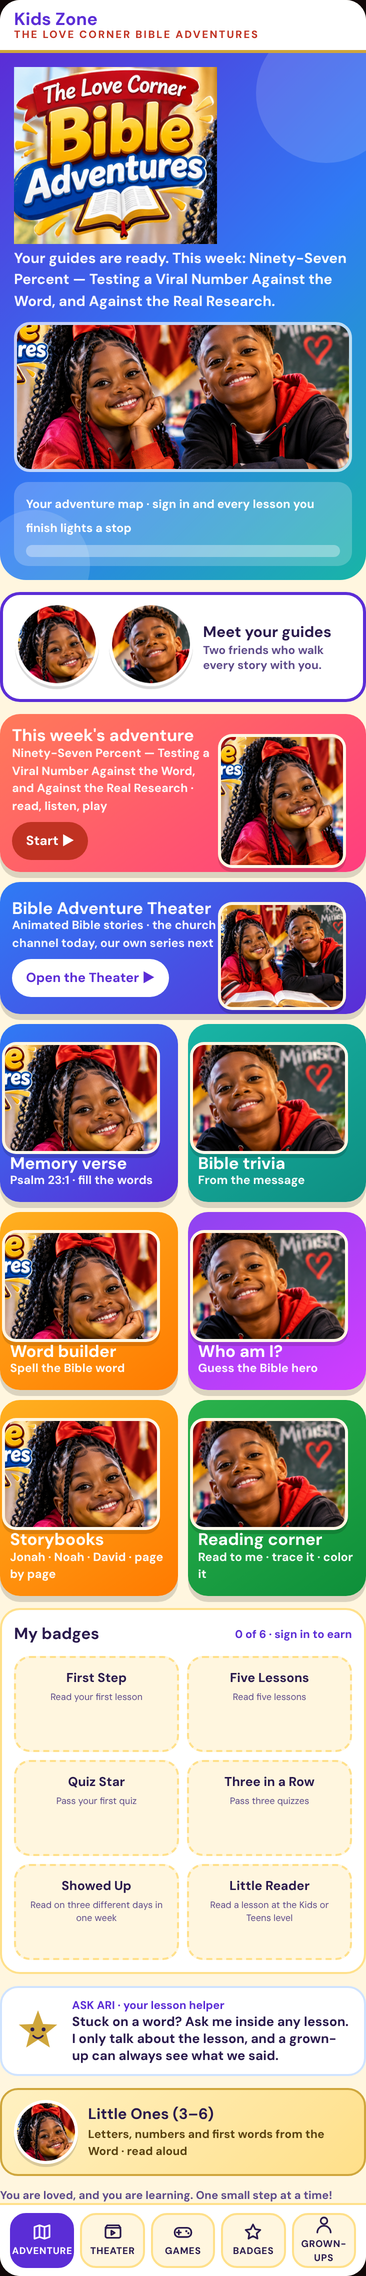 Kids Zone
THE LOVE CORNER BIBLE ADVENTURES
The Love Corner
Bible
Adventures
Your guides are ready. This week: Ninety-Seven
Percent — Testing a Viral Number Against the
Word, and Against the Real Research.
e
res
Your adventure map · sign in and every lesson you
finish lights a stop
Meet your guides
Two friends who walk
every story with you.
This week's adventure
Ninety-Seven Percent — Testing a
Viral Number Against the Word,
and Against the Real Research ·
read, listen, play
Start ▶
e
res
Bible Adventure Theater
Animated Bible stories · the church
channel today, our own series next
Open the Theater ▶
e
res
Memory verse
Psalm 23:1 · fill the words
Minist
Bible trivia
From the message
e
res
Word builder
Spell the Bible word
Minist
Who am I?
Guess the Bible hero
e
res
Storybooks
Jonah · Noah · David · page
by page
Minist
Reading corner
Read to me · trace it · color
it
My badges
0 of 6 · sign in to earn
First Step
Read your first lesson
Five Lessons
Read five lessons
Quiz Star
Pass your first quiz
Three in a Row
Pass three quizzes
Showed Up
Read on three different days in
one week
Little Reader
Read a lesson at the Kids or
Teens level
ASK ARI · your lesson helper
Stuck on a word? Ask me inside any lesson.
I only talk about the lesson, and a grown-
up can always see what we said.
Little Ones (3–6)
Letters, numbers and first words from the
Word · read aloud
You are loved, and you are learning. One small step at a time!
ADVENTURE
THEATER
GAMES
BADGES
GROWN-
UPS